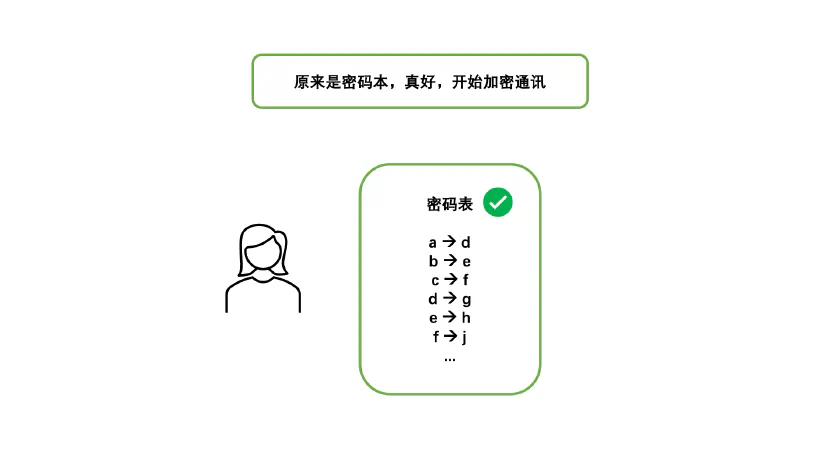 原来是密码本，真好，开始加密通讯
密码表
a → d
b → e
c → f
d → g
e → h
f → j
...